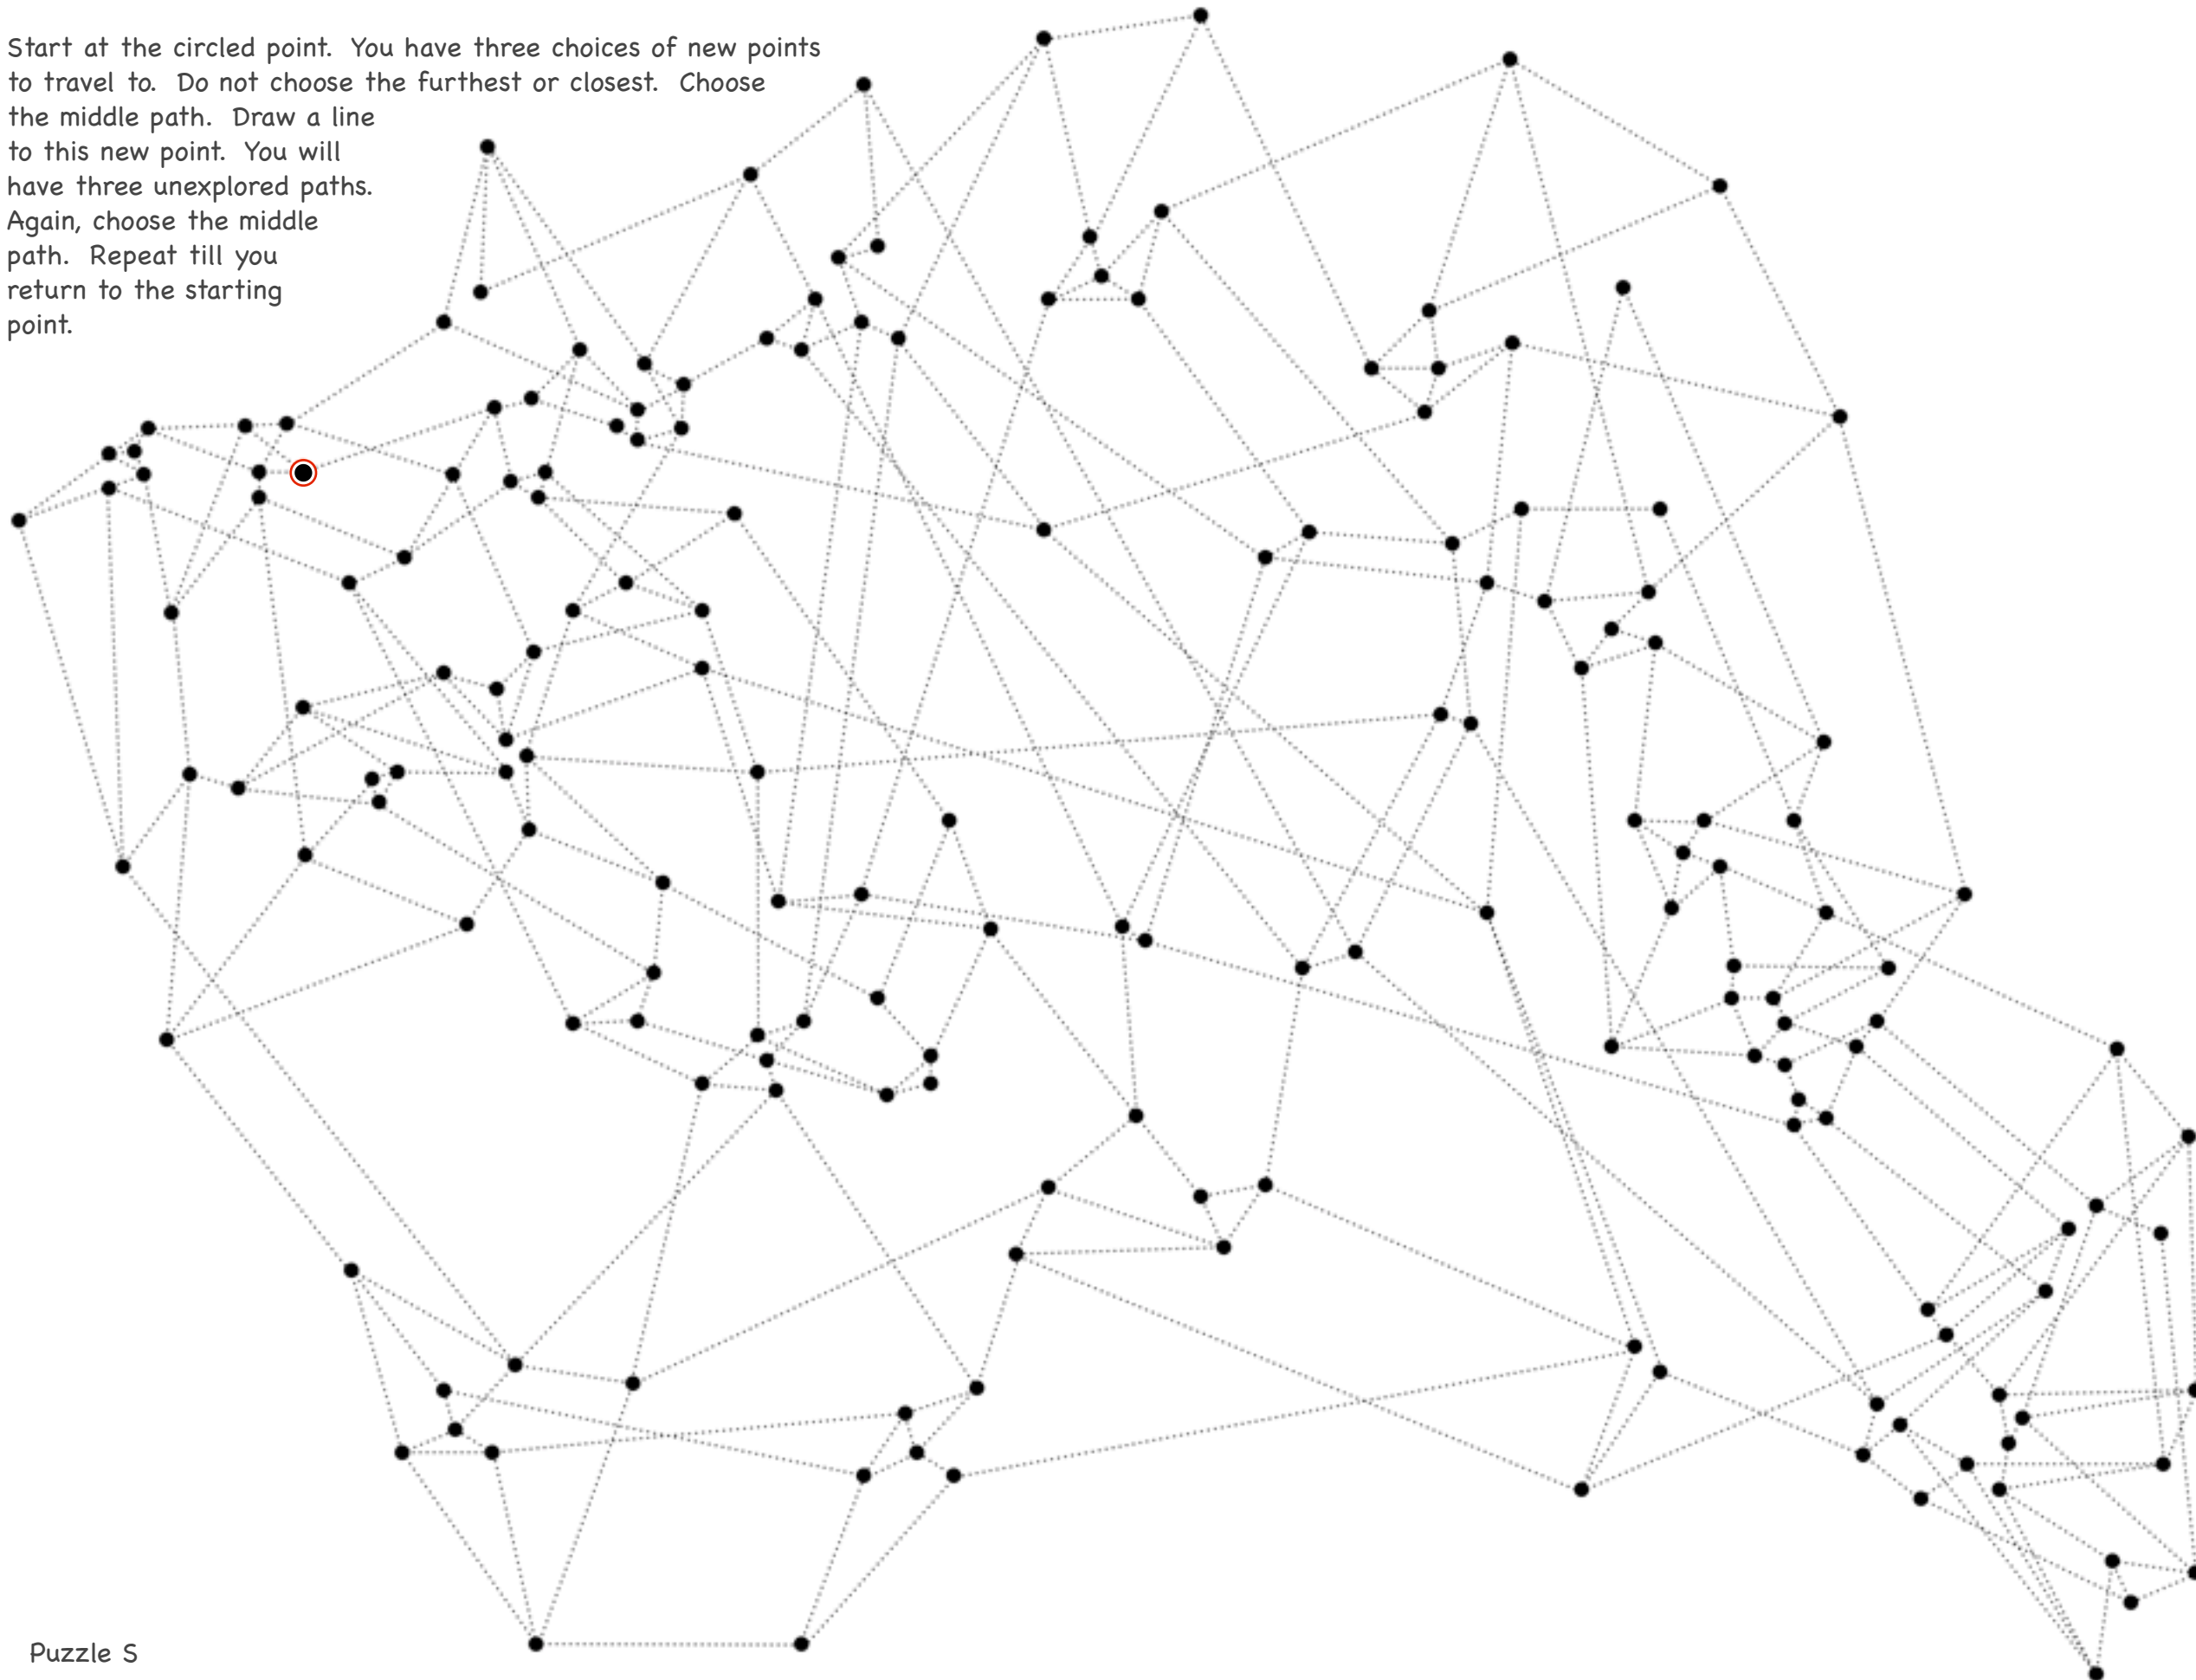 Start at the circled point. You have three choices of new points
to travel to. Do not choose the furthest or closest. Choose
the middle path. Draw a line
to this new point. You will
have three unexplored paths.
Again, choose the middle
path. Repeat till you
return to the starting
point.
Puzzle S